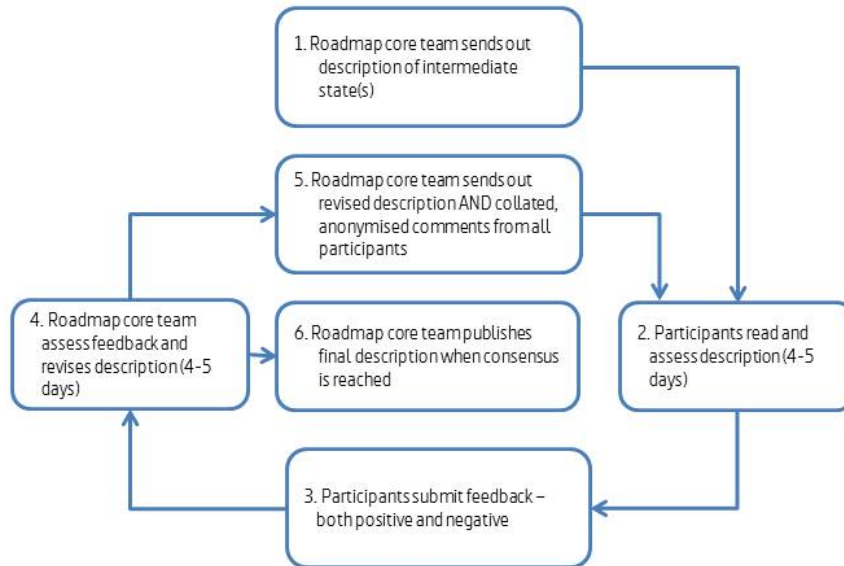 1. Roadmap core team sends out
description of intermediate
state(s)
5. Roadmap core team sends out
revised description AND collated,
anonymised comments from all
participants
4. Roadmap core team
assess feedback and
revises description (4-5
days)
6. Roadmap core team publishes
final description when consensus
is reached
2. Participants read and
assess description (4-5
days)
3. Participants submit feedback –
both positive and negative